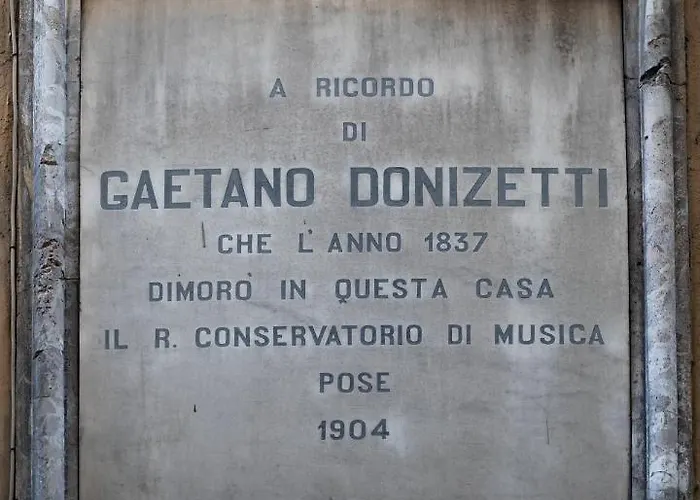 A RICORDO
DI
GAETANO DONIZETTI
CHE L'ANNO 1837
DIMORÒ IN QUESTA CASA
IL R. CONSERVATORIO DI MUSICA
POSE
1904